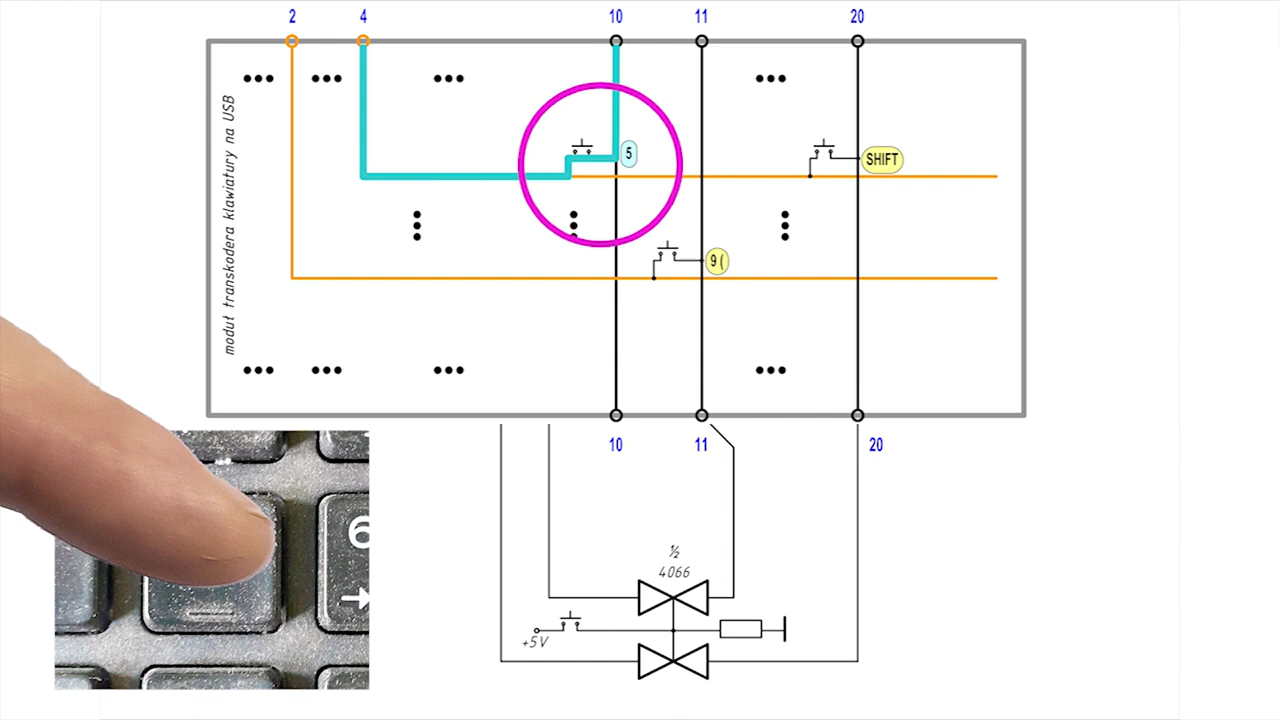 2 4 10 11 20
moduł transkodera klawiatury na USB
5
SHIFT
9 (
10 11 20
½
4066
+5V
6